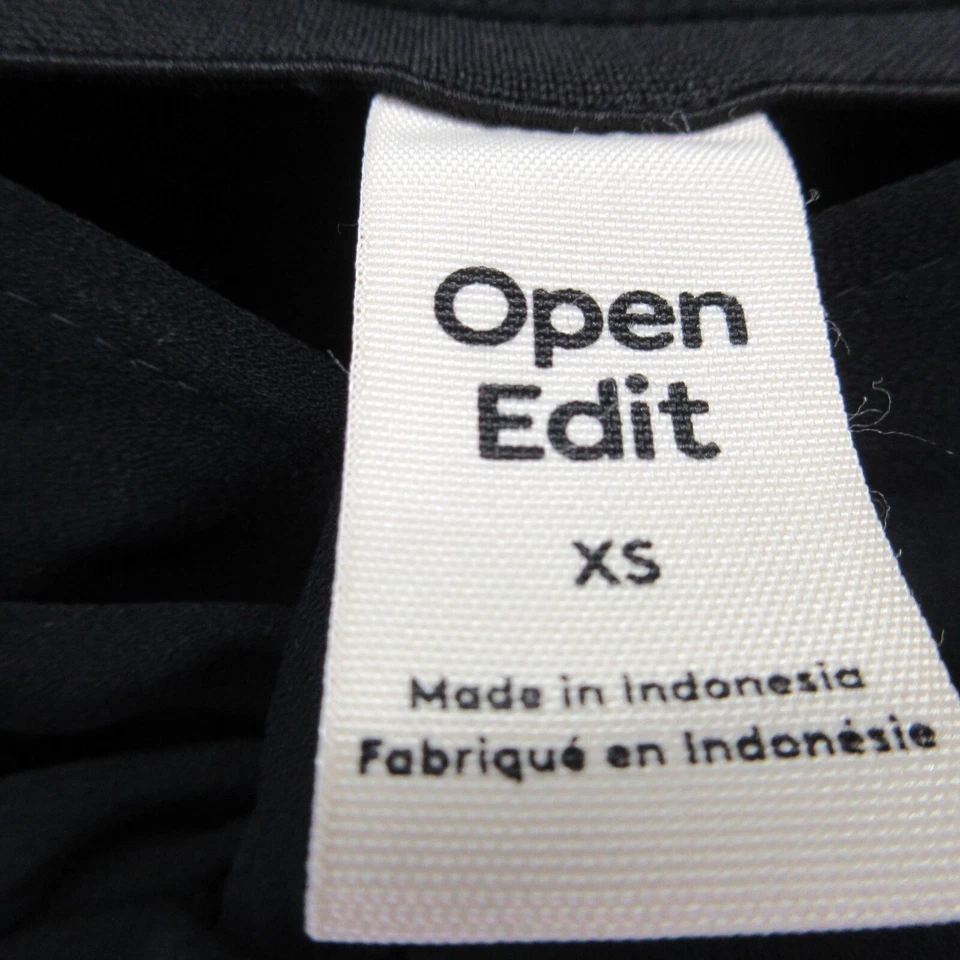 Open
Edit
XS
Made in Indonesia
Fabriqué en Indonésie